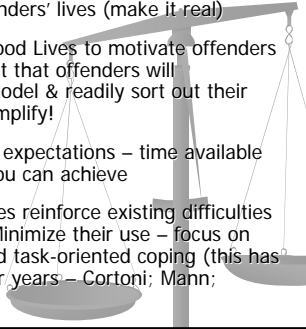 nders' lives (make it real)
ood Lives to motivate offenders
t that offenders will
odel & readily sort out their
mplify!
expectations – time available
ou can achieve
es reinforce existing difficulties
Minimize their use – focus on
d task-oriented coping (this has
r years – Cortoni; Mann;